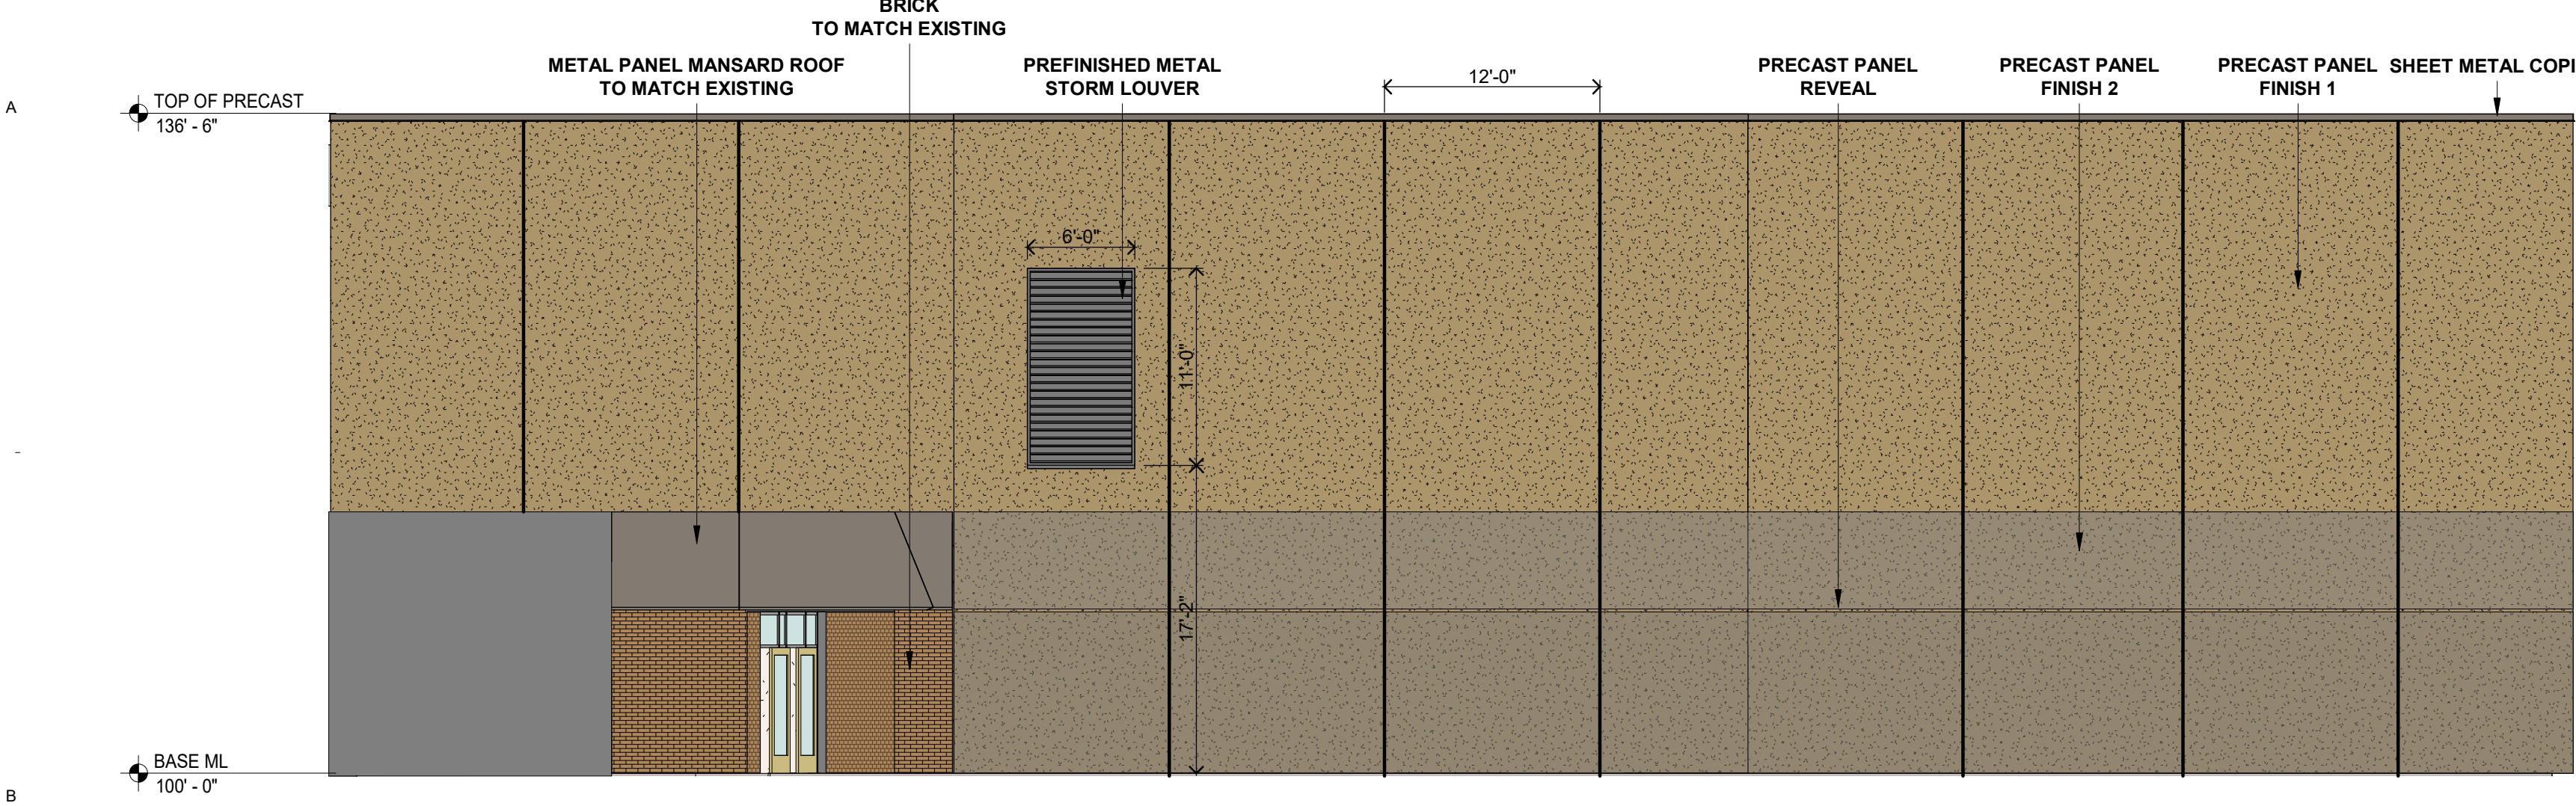 BRICK
TO MATCH EXISTING
METAL PANEL MANSARD ROOF
TO MATCH EXISTING
PREFINISHED METAL
STORM LOUVER
12'-0"
PRECAST PANEL
REVEAL
PRECAST PANEL
FINISH 2
PRECAST PANEL
FINISH 1
SHEET METAL COPI
A
TOP OF PRECAST
136' - 6"
6'-0"
11'-0"
17'-2"
BASE ML
100' - 0"
B